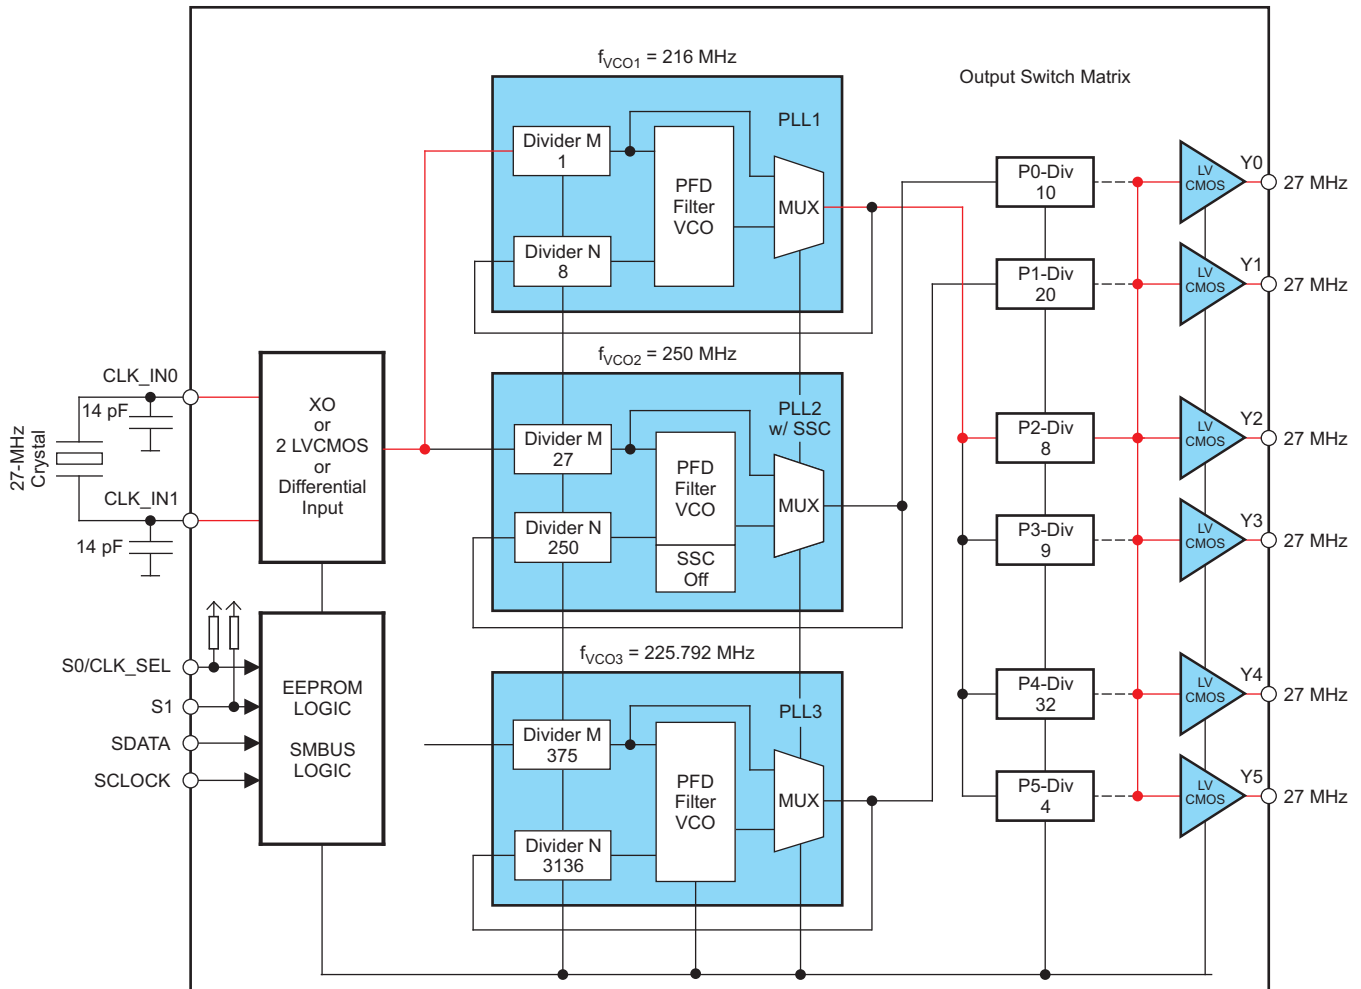 f_VCO1 = 216 MHz
Output Switch Matrix
PLL1
Divider M
1
PFD
Filter
VCO
MUX
Divider N
8
P0-Div
10
LV
CMOS
Y0
27 MHz
P1-Div
20
LV
CMOS
Y1
27 MHz
f_VCO2 = 250 MHz
CLK_IN0
14 pF
27-MHz
Crystal
CLK_IN1
14 pF
XO
or
2 LVCMOS
or
Differential
Input
PLL2
w/ SSC
Divider M
27
PFD
Filter
VCO
MUX
Divider N
250
SSC
Off
P2-Div
8
LV
CMOS
Y2
27 MHz
P3-Div
9
LV
CMOS
Y3
27 MHz
S0/CLK_SEL
S1
SDATA
SCLOCK
EEPROM
LOGIC
SMBUS
LOGIC
f_VCO3 = 225.792 MHz
PLL3
Divider M
375
PFD
Filter
VCO
MUX
Divider N
3136
P4-Div
32
LV
CMOS
Y4
27 MHz
P5-Div
4
LV
CMOS
Y5
27 MHz